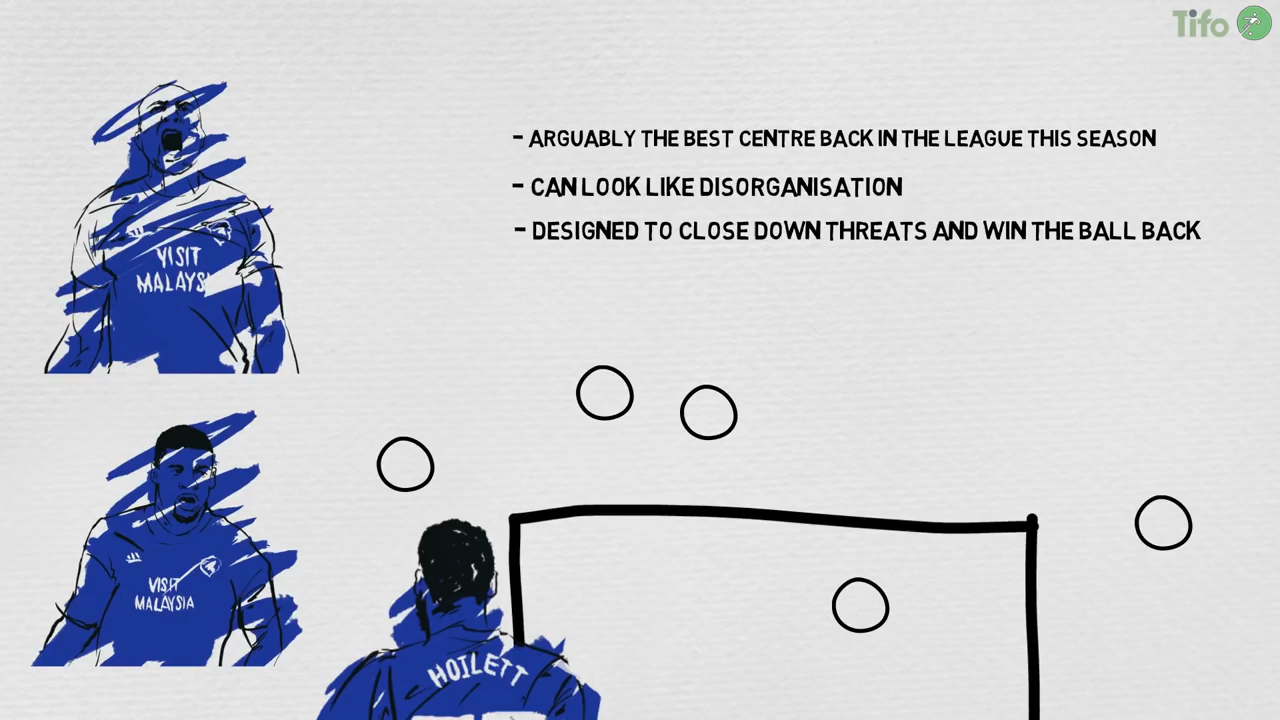 Tifo
- ARGUABLY THE BEST CENTRE BACK IN THE LEAGUE THIS SEASON
- CAN LOOK LIKE DISORGANISATION
- DESIGNED TO CLOSE DOWN THREATS AND WIN THE BALL BACK
VISIT
MALAYS
VISIT
MALAYSIA
HOILETT